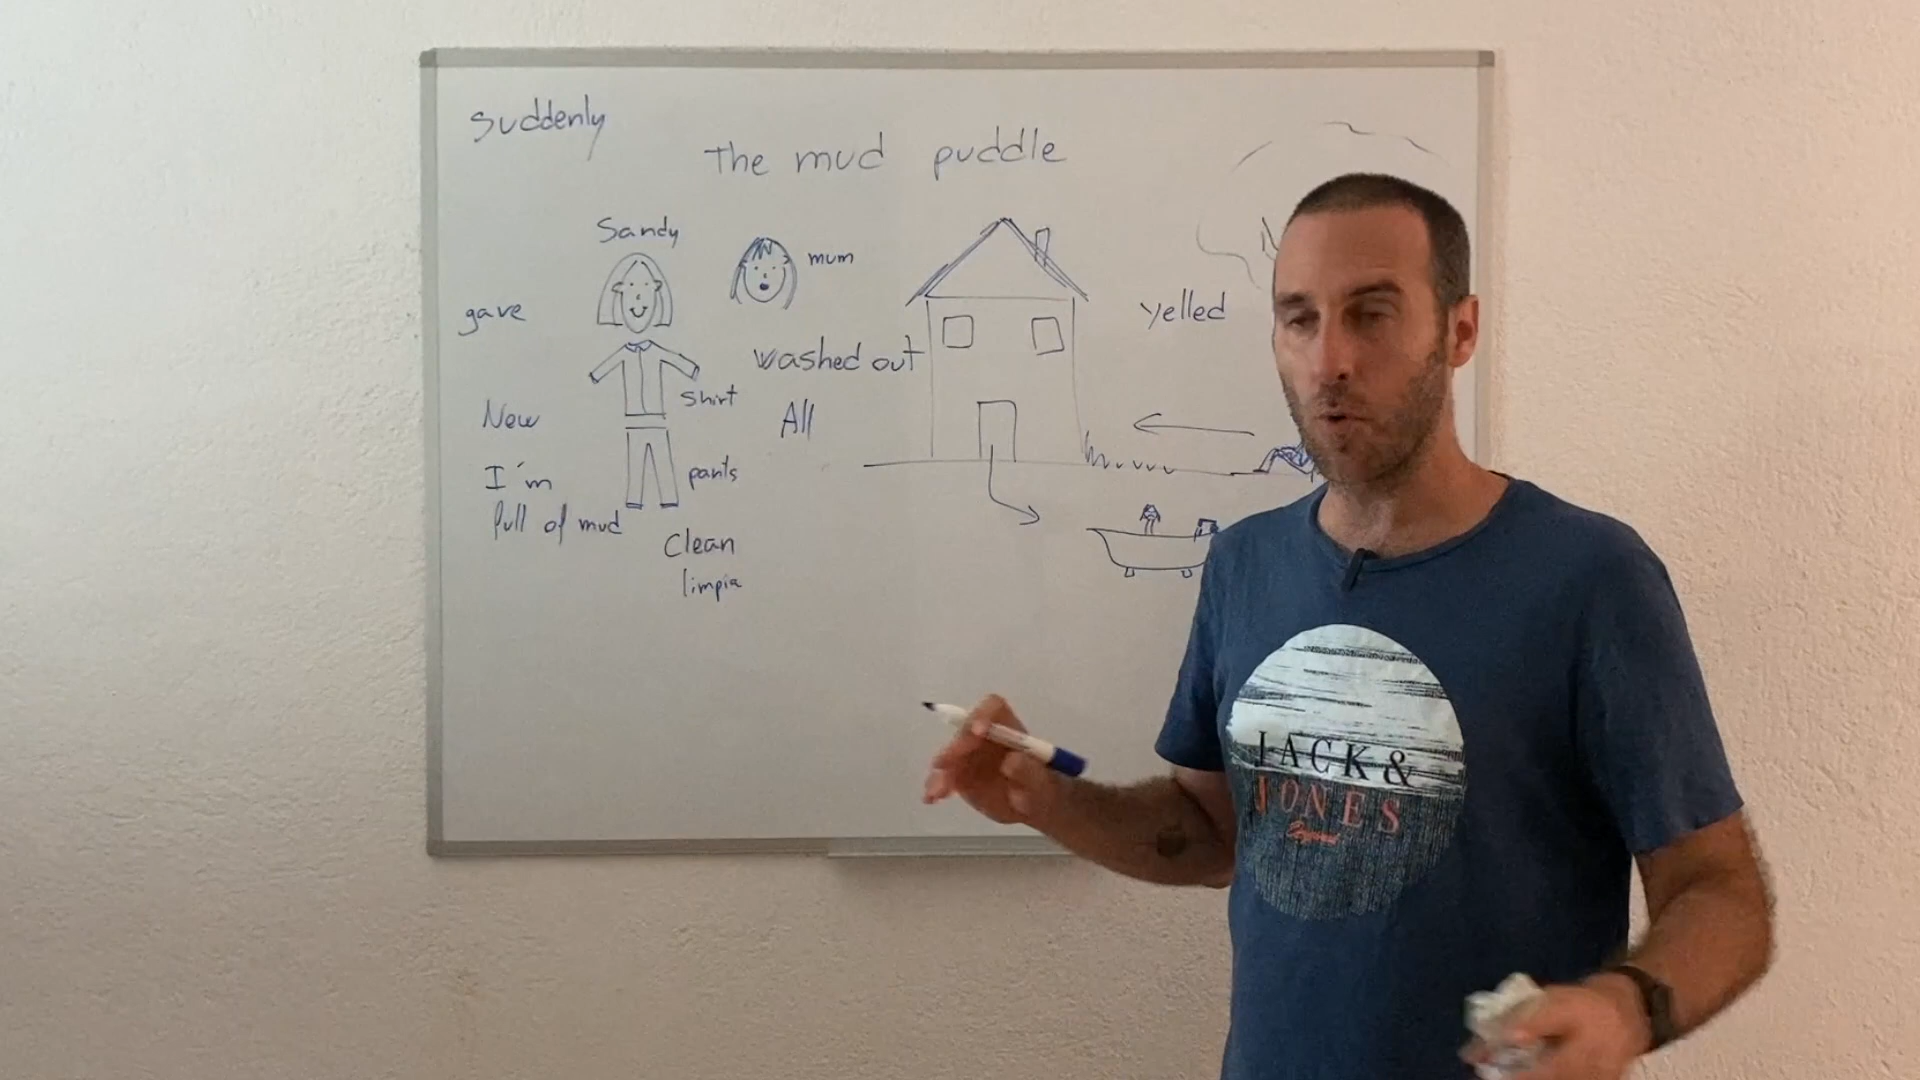 Suddenly
The mud puddle
Sandy
mum
gave
yelled
washed out
shirt
New
All
I'm
pants
full of mud
Clean
limpia
JACK &
JONES